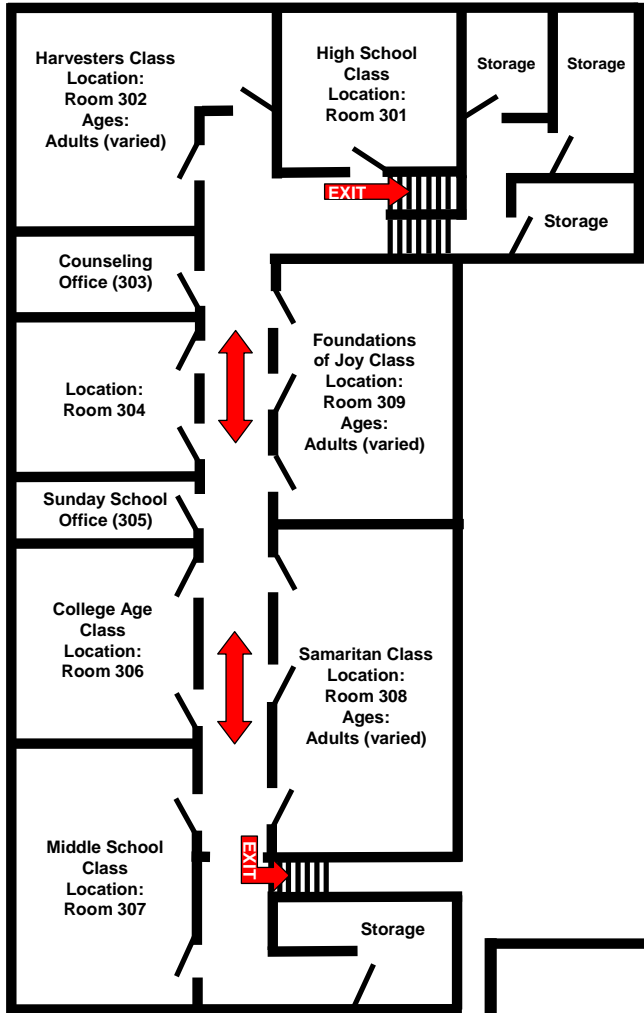 Harvesters Class
Location:
Room 302
Ages:
Adults (varied)
High School
Class
Location:
Room 301
Storage
Storage
EXIT
Storage
Counseling
Office (303)
Foundations
of Joy Class
Location:
Room 309
Ages:
Adults (varied)
Location:
Room 304
Sunday School
Office (305)
College Age
Class
Location:
Room 306
Samaritan Class
Location:
Room 308
Ages:
Adults (varied)
Middle School
Class
Location:
Room 307
EXIT
Storage